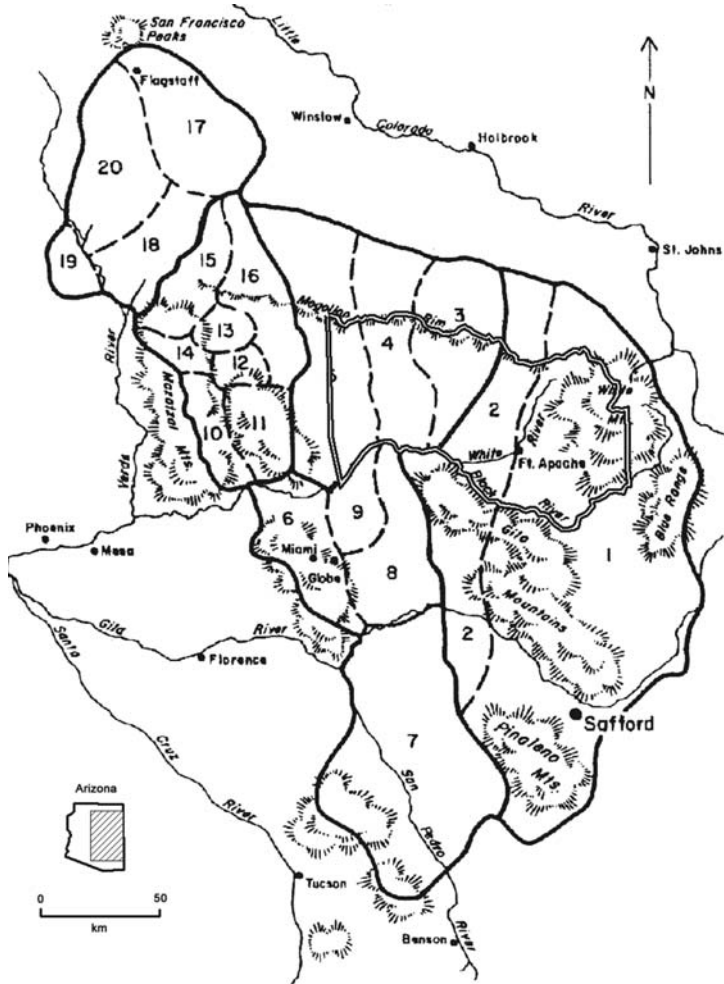 San Francisco
Peaks
Flagstaff
Little
Colorado
River
Winslow
Holbrook
St. Johns
N
17
20
19
18
15
16
13
14
12
10
11
Mogollon
Rim
3
4
2
White
Mt.
White
River
Ft. Apache
Black
River
Blue Range
1
River
Verde
Mazatzal
Mts.
Phoenix
Mesa
6
Miami
Globe
9
8
Gila
Mountains
2
Safford
Pinaleno
Mts.
Gila
River
Florence
Santa
Cruz
River
7
San
Pedro
River
Tucson
Benson
Arizona
0
50
km